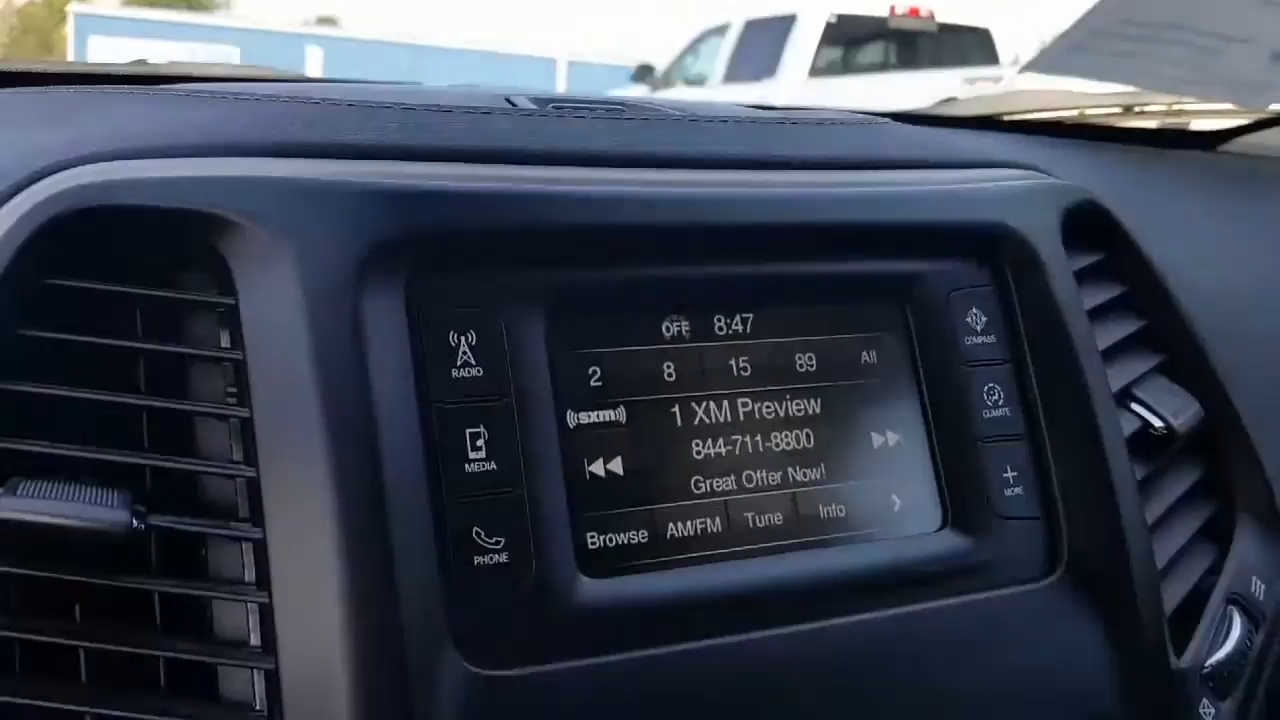 OFF 8:47
2 8 15 89 All
((sxm))
1 XM Preview
844-711-8800
Great Offer Now!
Browse AM/FM Tune Info
RADIO
MEDIA
PHONE
N
COMPASS
CLIMATE
MORE